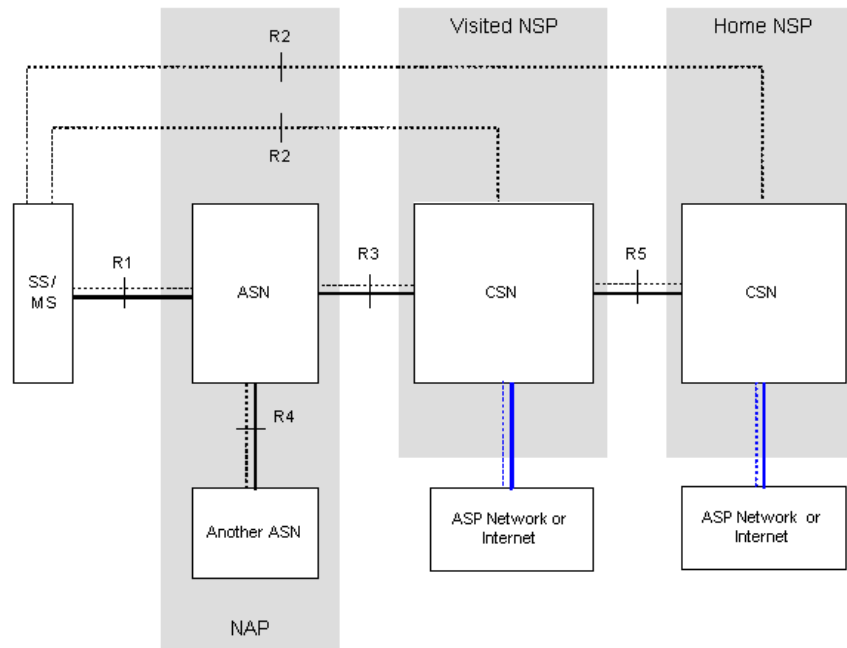 R2
Visited NSP
Home NSP
R2
SS/
MS
R1
ASN
R3
CSN
R5
CSN
R4
Another ASN
ASP Network or
Internet
ASP Network or
Internet
NAP